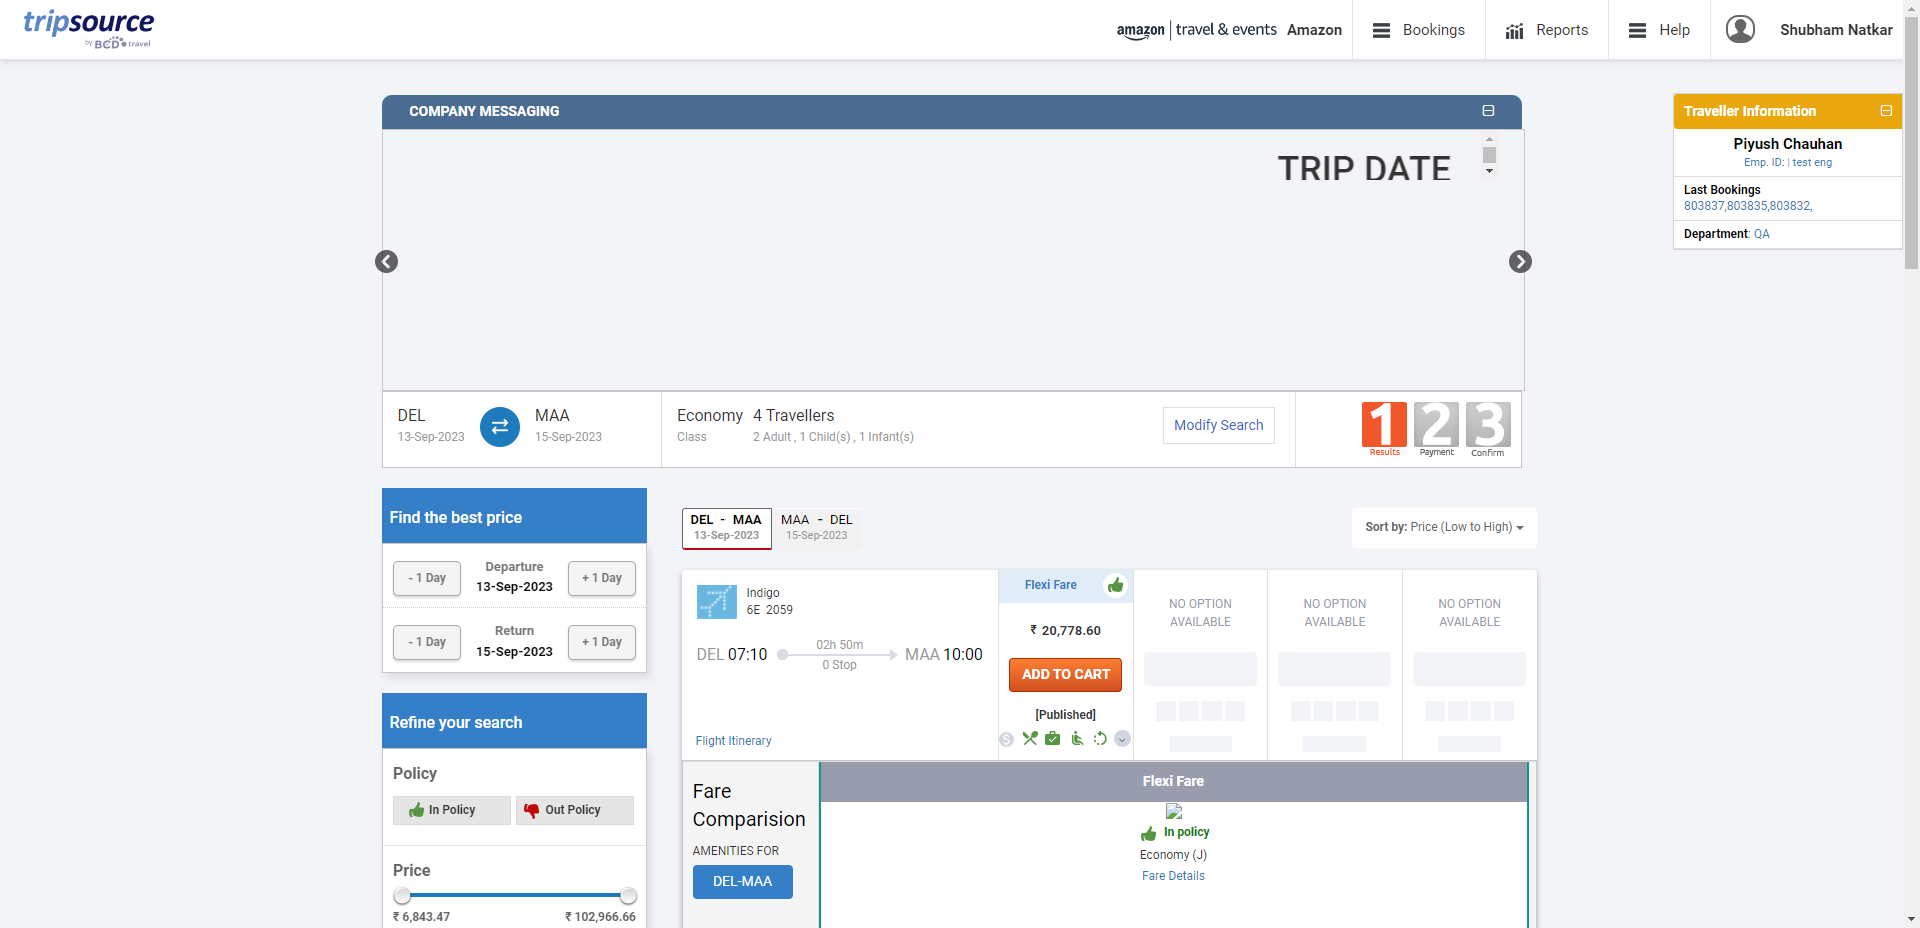 tripsource
by BCD travel
amazon | travel & events Amazon
Bookings
Reports
Help
Shubham Natkar
COMPANY MESSAGING
TRIP DATE
Traveller Information
Piyush Chauhan
Emp. ID: | test eng
Last Bookings
803837,803835,803832,
Department: QA
DEL
13-Sep-2023
MAA
15-Sep-2023
Economy
Class
4 Travellers
2 Adult , 1 Child(s) , 1 Infant(s)
Modify Search
1 2 3
Results Payment Confirm
Find the best price
- 1 Day
Departure
13-Sep-2023
+ 1 Day
- 1 Day
Return
15-Sep-2023
+ 1 Day
Refine your search
Policy
In Policy
Out Policy
Price
₹ 6,843.47
₹ 102,966.66
DEL - MAA
13-Sep-2023
MAA - DEL
15-Sep-2023
Sort by: Price (Low to High)
Indigo
6E 2059
DEL 07:10
02h 50m
0 Stop
MAA 10:00
Flight Itinerary
Flexi Fare
₹ 20,778.60
ADD TO CART
[Published]
NO OPTION
AVAILABLE
NO OPTION
AVAILABLE
NO OPTION
AVAILABLE
Fare
Comparision
AMENITIES FOR
DEL-MAA
Flexi Fare
In policy
Economy (J)
Fare Details